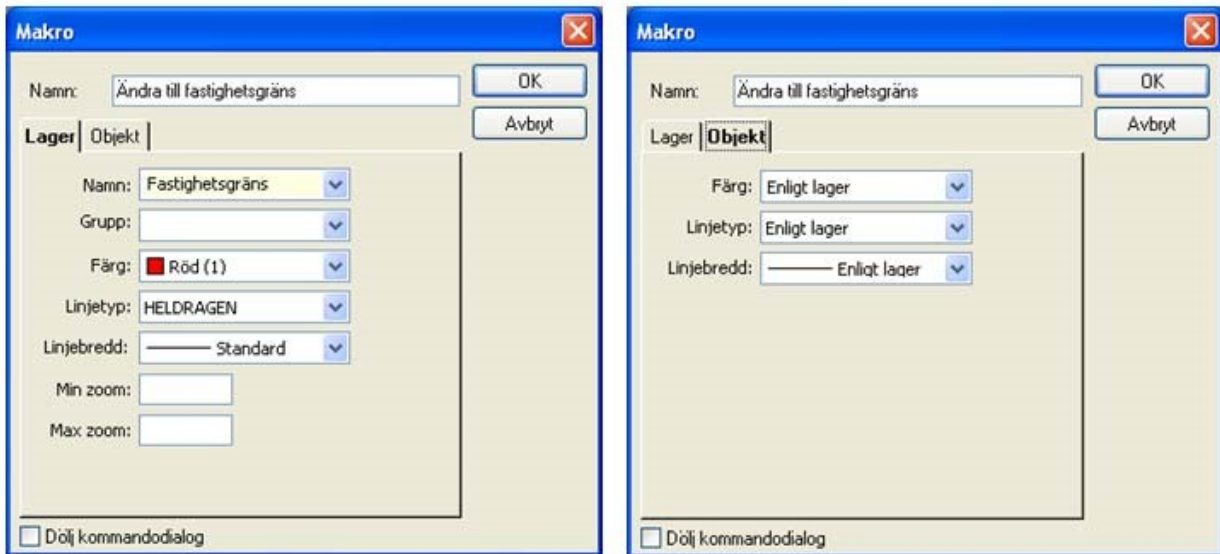 Makro
Namn: Ändra till fastighetsgräns
OK
Avbryt
Lager Objekt
Namn: Fastighetsgräns
Grupp:
Färg: Röd (1)
Linjetyp: HELDRAGEN
Linjebredd: Standard
Min zoom:
Max zoom:
Dölj kommandodialog
Makro
Namn: Ändra till fastighetsgräns
OK
Avbryt
Lager Objekt
Färg: Enligt lager
Linjetyp: Enligt lager
Linjebredd: Enligt lager
Dölj kommandodialog